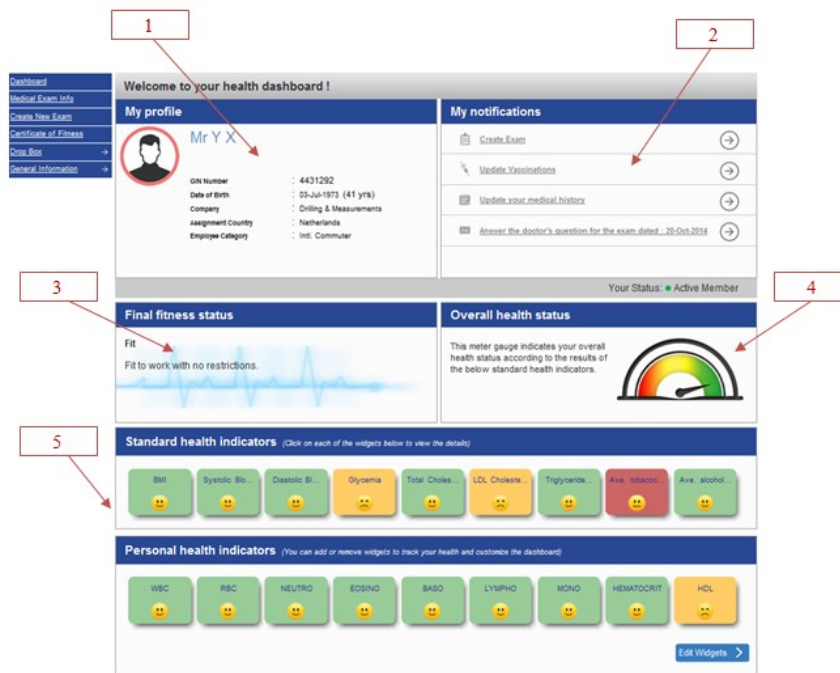 1
2
Dashboard
Medical Exam Info
Create New Exam
Certificate of Fitness
Drop Box
General Information
Welcome to your health dashboard !
My profile
Mr Y X
GIN Number : 4431292
Date of Birth : 03-Jul-1973 (41 yrs)
Company : Drilling & Measurements
Assignment Country : Netherlands
Employee Category : Intl. Commuter
My notifications
Create Exam
Update Vaccinations
Update your medical history
Answer the doctor's question for the exam dated : 20-Oct-2014
Your Status: Active Member
3
4
Final fitness status
Fit
Fit to work with no restrictions.
Overall health status
This meter gauge indicates your overall
health status according to the results of
the below standard health indicators.
5
Standard health indicators (Click on each of the widgets below to view the details)
BMI
Systolic Blo...
Diastolic Bl...
Glycemia
Total Choles...
LDL Choleste...
Triglyceride...
Ave. tobacco...
Ave. alcohol...
Personal health indicators (You can add or remove widgets to track your health and customize the dashboard)
WBC
RBC
NEUTRO
EOSINO
BASO
LYMPHO
MONO
HEMATOCRIT
HDL
Edit Widgets